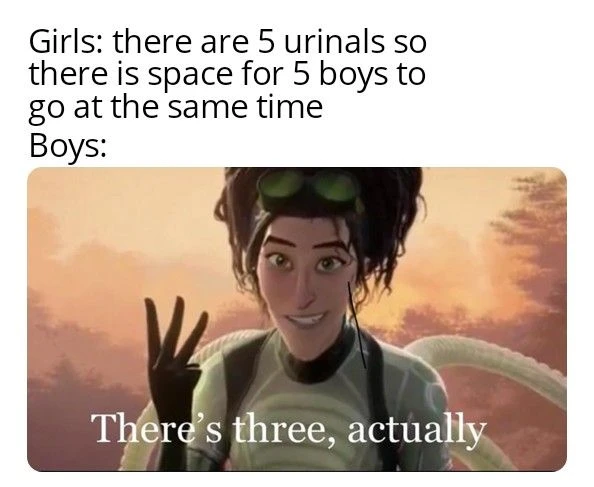 Girls: there are 5 urinals so
there is space for 5 boys to
go at the same time
Boys:
There's three, actually